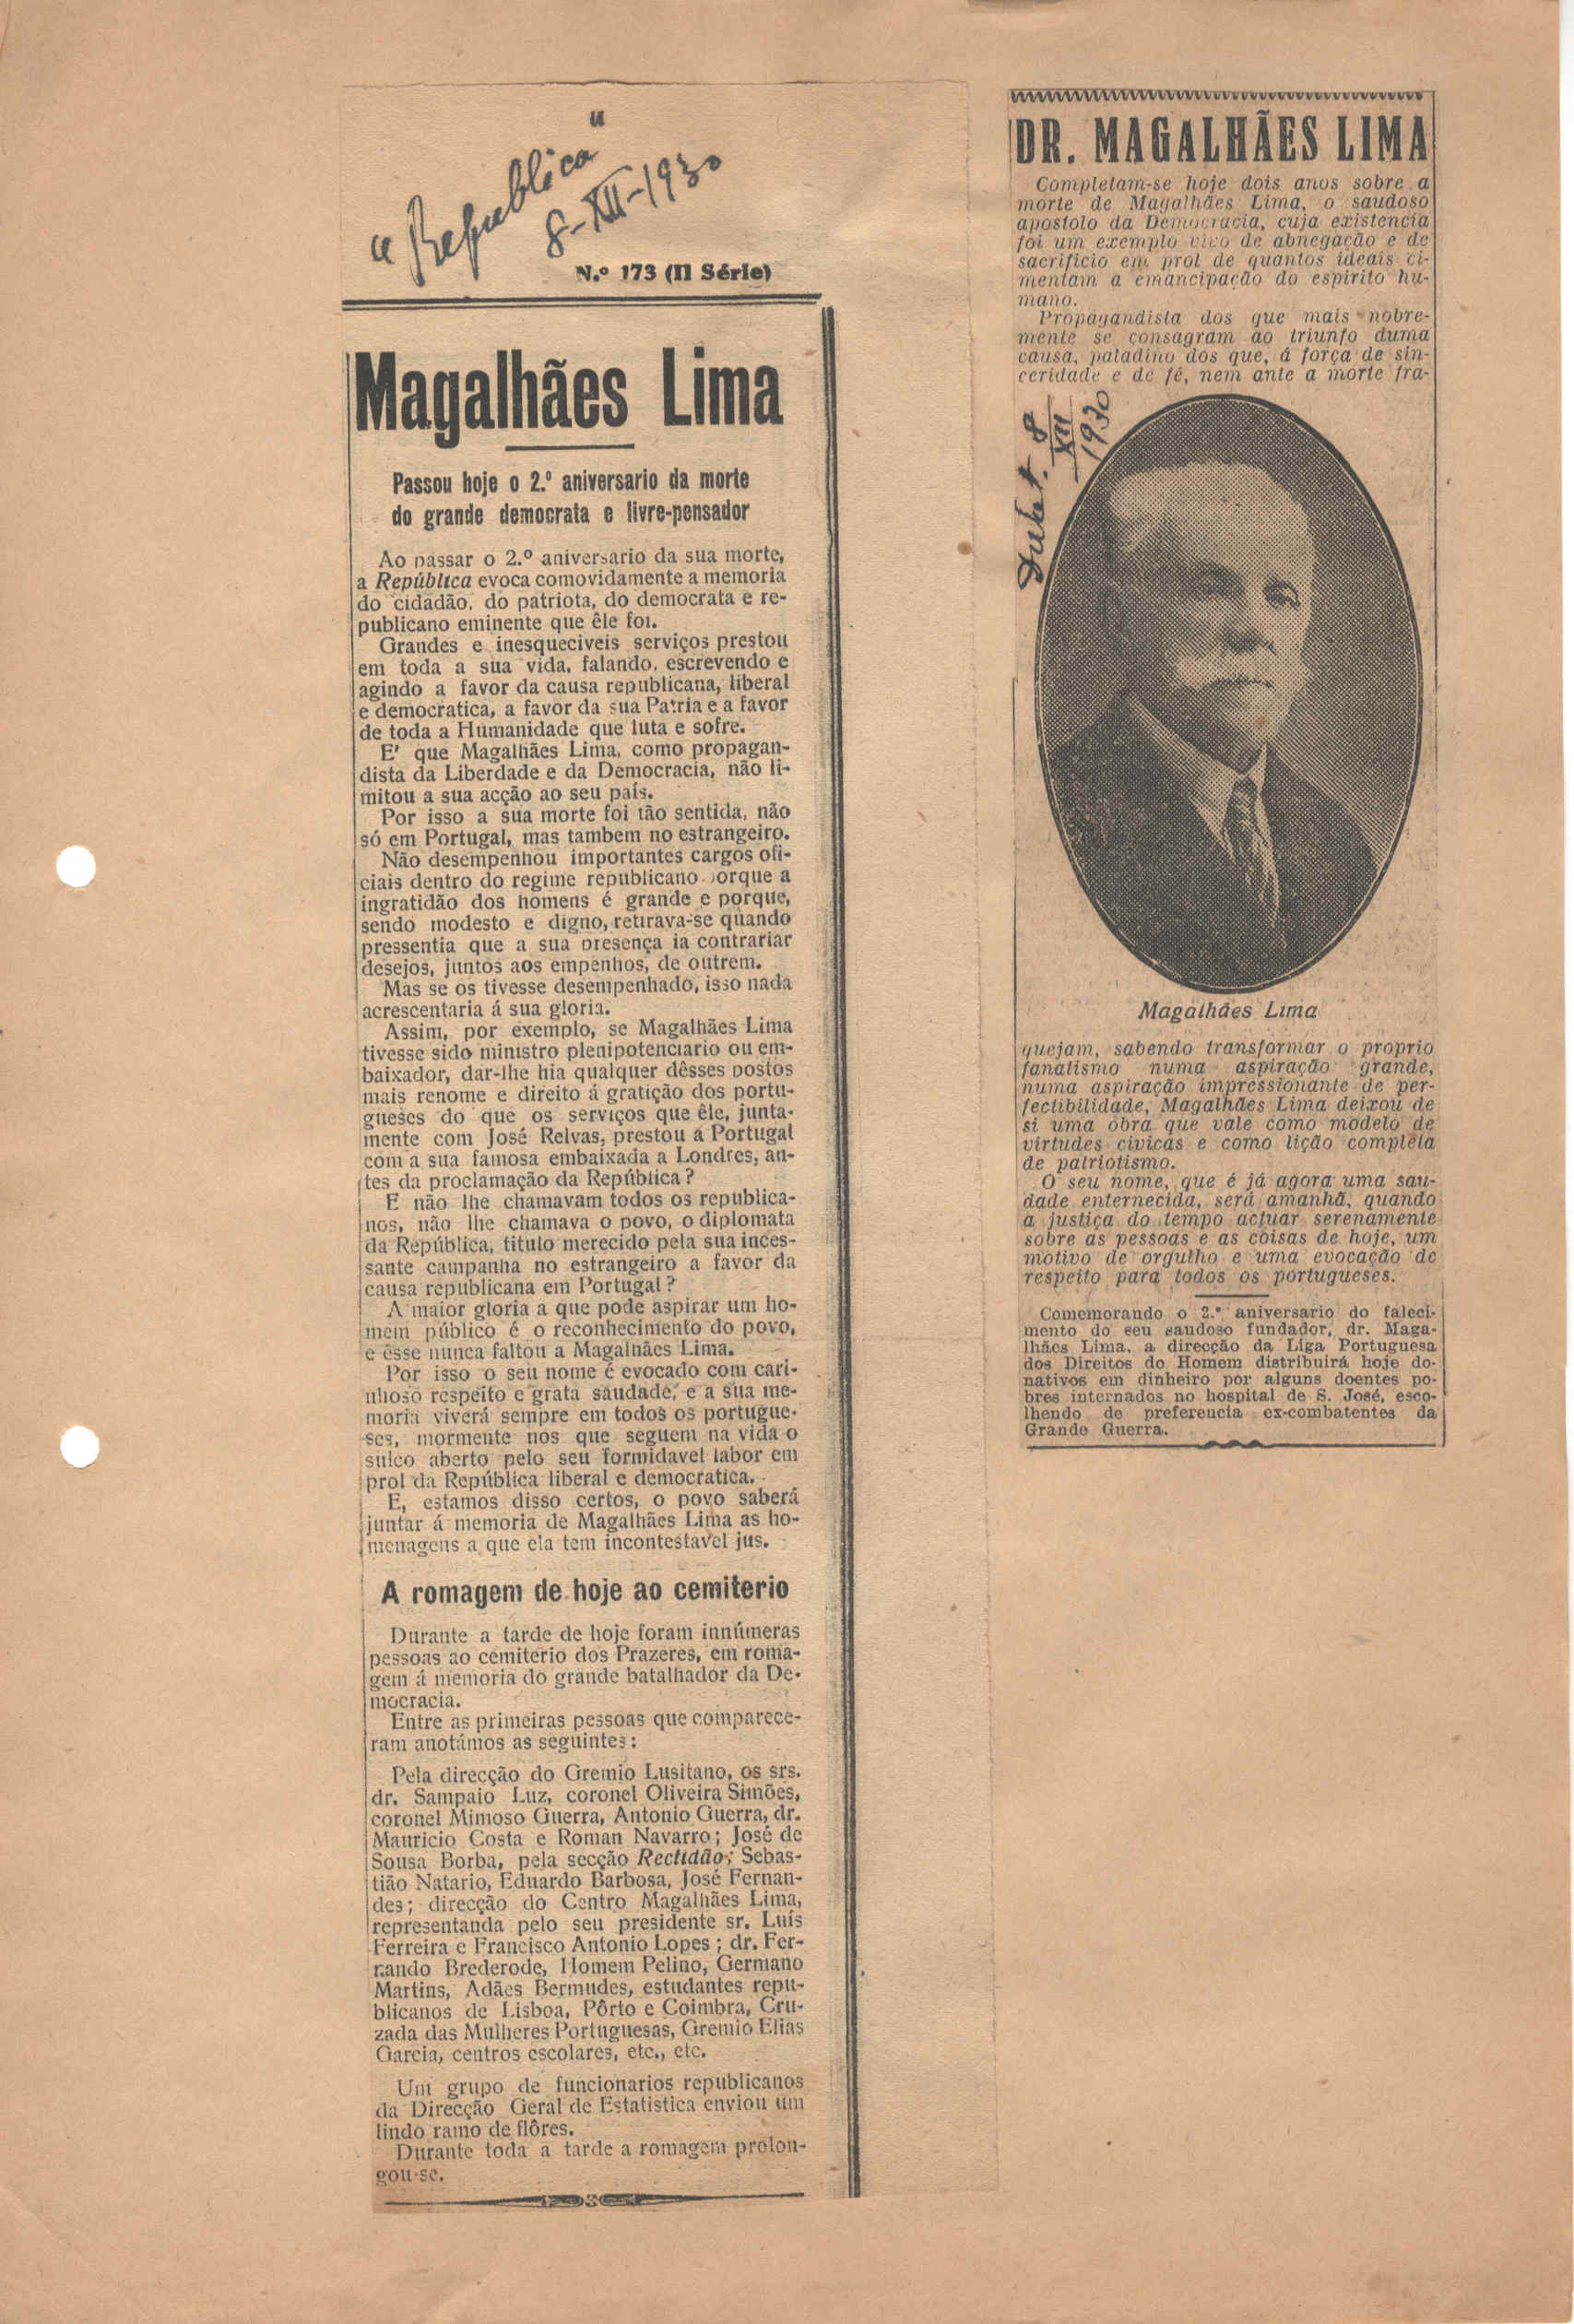 "Republica"
8-XII-1930
N.º 173 (II Série)
Magalhães Lima
Passou hoje o 2.º aniversario da morte
do grande democrata e livre-pensador
Ao passar o 2.º aniversario da sua morte,
a República evoca comovidamente a memoria
do cidadão, do patriota, do democrata e re-
publicano eminente que êle foi.
Grandes e inesqueciveis serviços prestou
em toda a sua vida, falando, escrevendo e
agindo a favor da causa republicana, liberal
e democratica, a favor da sua Patria e a favor
de toda a Humanidade que luta e sofre.
E' que Magalhães Lima, como propagan-
dista da Liberdade e da Democracia, não li-
mitou a sua acção ao seu país.
Por isso a sua morte foi tão sentida, não
só em Portugal, mas tambem no estrangeiro.
Não desempenhou importantes cargos ofi-
ciais dentro do regime republicano orque a
ingratidão dos homens é grande e porque,
sendo modesto e digno, retirava-se quando
pressentia que a sua presença ia contrariar
desejos, juntos aos empenhos, de outrem.
Mas se os tivesse desempenhado, isso nada
acrescentaria á sua gloria.
Assim, por exemplo, se Magalhães Lima
tivesse sido ministro plenipotenciario ou em-
baixador, dar-lhe hia qualquer dêsses postos
mais renome e direito á gratição dos portu-
gueses do que os serviços que êle, junta-
mente com José Relvas, prestou a Portugal
com a sua famosa embaixada a Londres, an-
tes da proclamação da República?
E não lhe chamavam todos os republica-
nos, não lhe chamava o povo, o diplomata
da República, titulo merecido pela sua inces-
sante campanha no estrangeiro a favor da
causa republicana em Portugal?
A maior gloria a que pode aspirar um ho-
mem público é o reconhecimento do povo,
e êsse nunca faltou a Magalhães Lima.
Por isso o seu nome é evocado com cari-
nhoso respeito e grata saudade, e a sua me-
moria viverá sempre em todos os portugue-
ses, mormente nos que seguem na vida o
sulco aberto pelo seu formidavel labor em
prol da República liberal e democratica.
E, estamos disso certos, o povo saberá
juntar á memoria de Magalhães Lima as ho-
menagens a que ela tem incontestavel jus.
A romagem de hoje ao cemiterio
Durante a tarde de hoje foram innúmeras
pessoas ao cemiterio dos Prazeres, em roma-
gem á memoria do grande batalhador da De-
mocracia.
Entre as primeiras pessoas que comparece-
ram anotámos as seguintes:
Pela direcção do Gremio Lusitano, os srs.
dr. Sampaio Luz, coronel Oliveira Simões,
coronel Mimoso Guerra, Antonio Guerra, dr.
Mauricio Costa e Roman Navarro; José de
Sousa Borba, pela secção Rectidão; Sebas-
tião Natario, Eduardo Barbosa, José Fernan-
des; direcção do Centro Magalhães Lima,
representanda pelo seu presidente sr. Luís
Ferreira e Francisco Antonio Lopes; dr. Fer-
nando Brederode, Homem Pelino, Germano
Martins, Adães Bermudes, estudantes repu-
blicanos de Lisboa, Pôrto e Coimbra, Cru-
zada das Mulheres Portuguesas, Gremio Elias
Garcia, centros escolares, etc., etc.
Um grupo de funcionarios republicanos
da Direcção Geral de Estatistica enviou um
lindo ramo de flôres.
Durante toda a tarde a romagem prolon-
gou-se.
DR. MAGALHÃES LIMA
Completam-se hoje dois anos sobre a
morte de Magalhães Lima, o saudoso
apostolo da Democracia, cuja existencia
foi um exemplo vivo de abnegação e de
sacrificio em prol de quantos ideais ci-
mentam a emancipação do espirito hu-
mano.
Propagandista dos que mais nobre-
mente se consagram ao triunfo duma
causa, paladino dos que, á força de sin-
ceridade e de fé, nem ante a morte fra-
8
XII
1930
Magalhães Lima
quejam, sabendo transformar o proprio
fanatismo numa aspiração grande,
numa aspiração impressionante de per-
fectibilidade, Magalhães Lima deixou de
si uma obra que vale como modelo de
virtudes civicas e como lição completa
de patriotismo.
O seu nome, que é já agora uma sau-
dade enternecida, será amanhã, quando
a justiça do tempo actuar serenamente
sobre as pessoas e as coisas de hoje, um
motivo de orgulho e uma evocação de
respeito para todos os portugueses.
Comemorando o 2.º aniversario do faleci-
mento do seu saudoso fundador, dr. Maga-
lhães Lima, a direcção da Liga Portuguesa
dos Direitos do Homem distribuirá hoje do-
nativos em dinheiro por alguns doentes po-
bres internados no hospital de S. José, esco-
lhendo de preferencia ex-combatentes da
Grande Guerra.